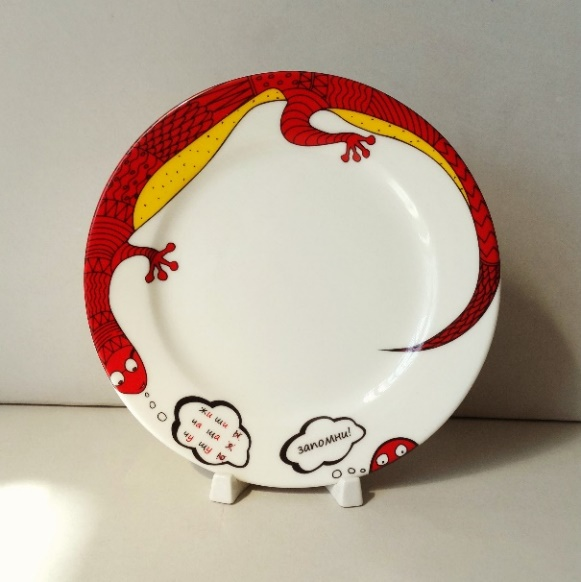 жи ши ы
ча ща я
чу щу ю
запомни!